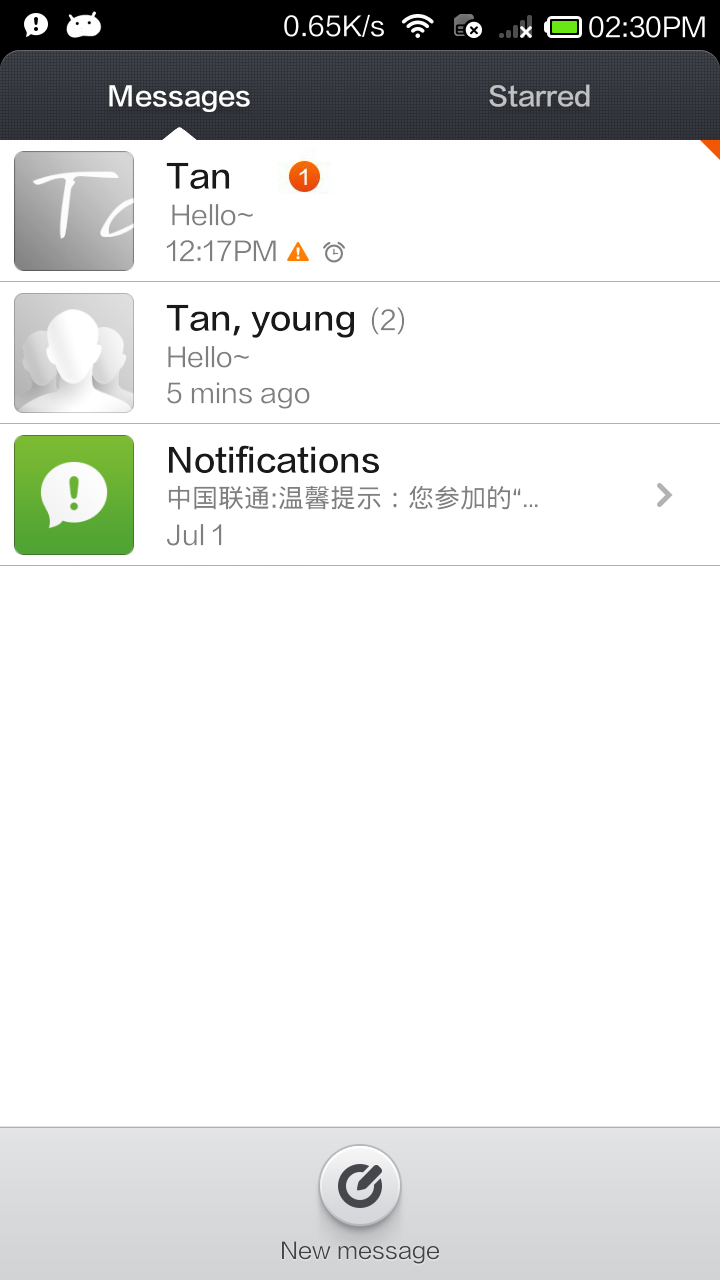 0.65K/s 02:30PM
Messages Starred
Tan 1
Hello~
12:17PM
Tan, young (2)
Hello~
5 mins ago
Notifications
中国联通:温馨提示：您参加的“...
Jul 1
New message